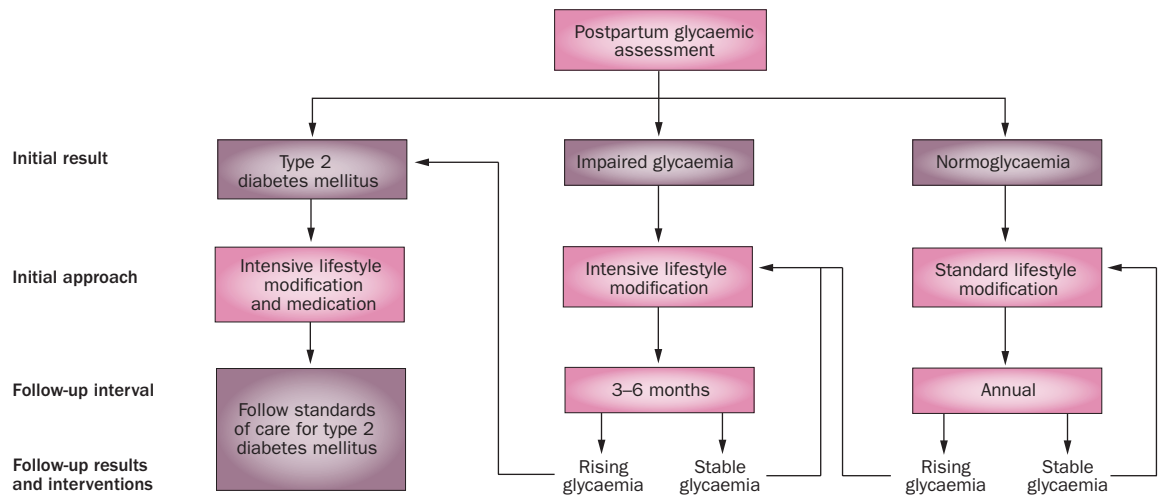 Postpartum glycaemic
assessment
Initial result
Type 2
diabetes mellitus
Impaired glycaemia
Normoglycaemia
Initial approach
Intensive lifestyle
modification
and medication
Intensive lifestyle
modification
Standard lifestyle
modification
Follow-up interval
3–6 months
Annual
Follow standards
of care for type 2
diabetes mellitus
Follow-up results
and interventions
Rising
glycaemia
Stable
glycaemia
Rising
glycaemia
Stable
glycaemia